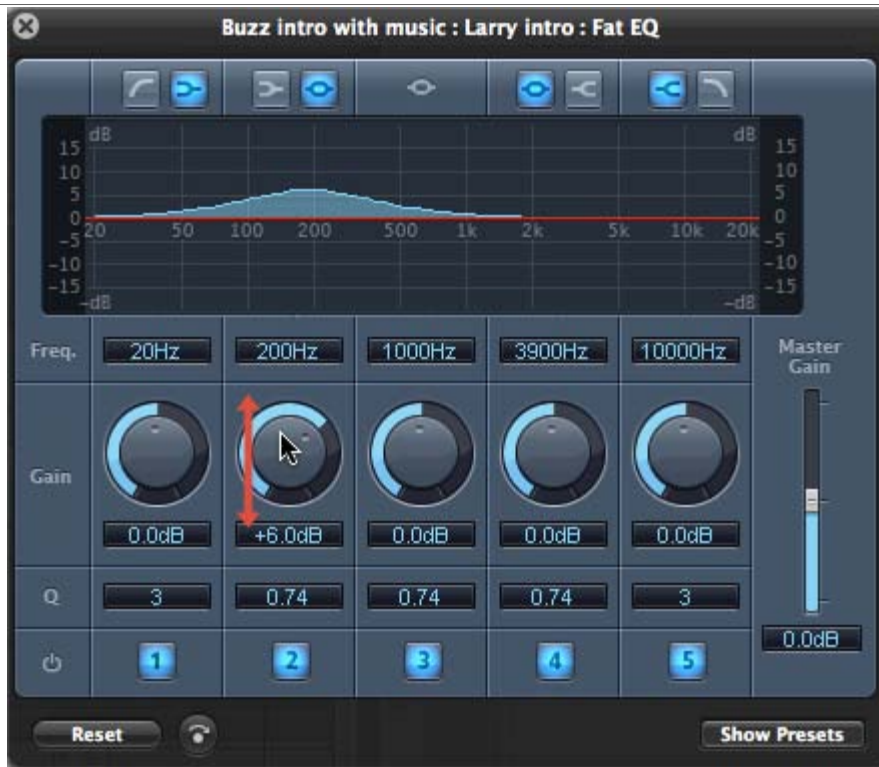 Buzz intro with music : Larry intro : Fat EQ
dB dB
15 15
10 10
5 5
0 0
20 50 100 200 500 1k 2k 5k 10k 20k
-5 -5
-10 -10
-15 -15
-dB -dB
Freq. 20Hz 200Hz 1000Hz 3900Hz 10000Hz Master
Gain
Gain
0.0dB +6.0dB 0.0dB 0.0dB 0.0dB
Q 3 0.74 0.74 0.74 3
0.0dB
1 2 3 4 5
Reset Show Presets